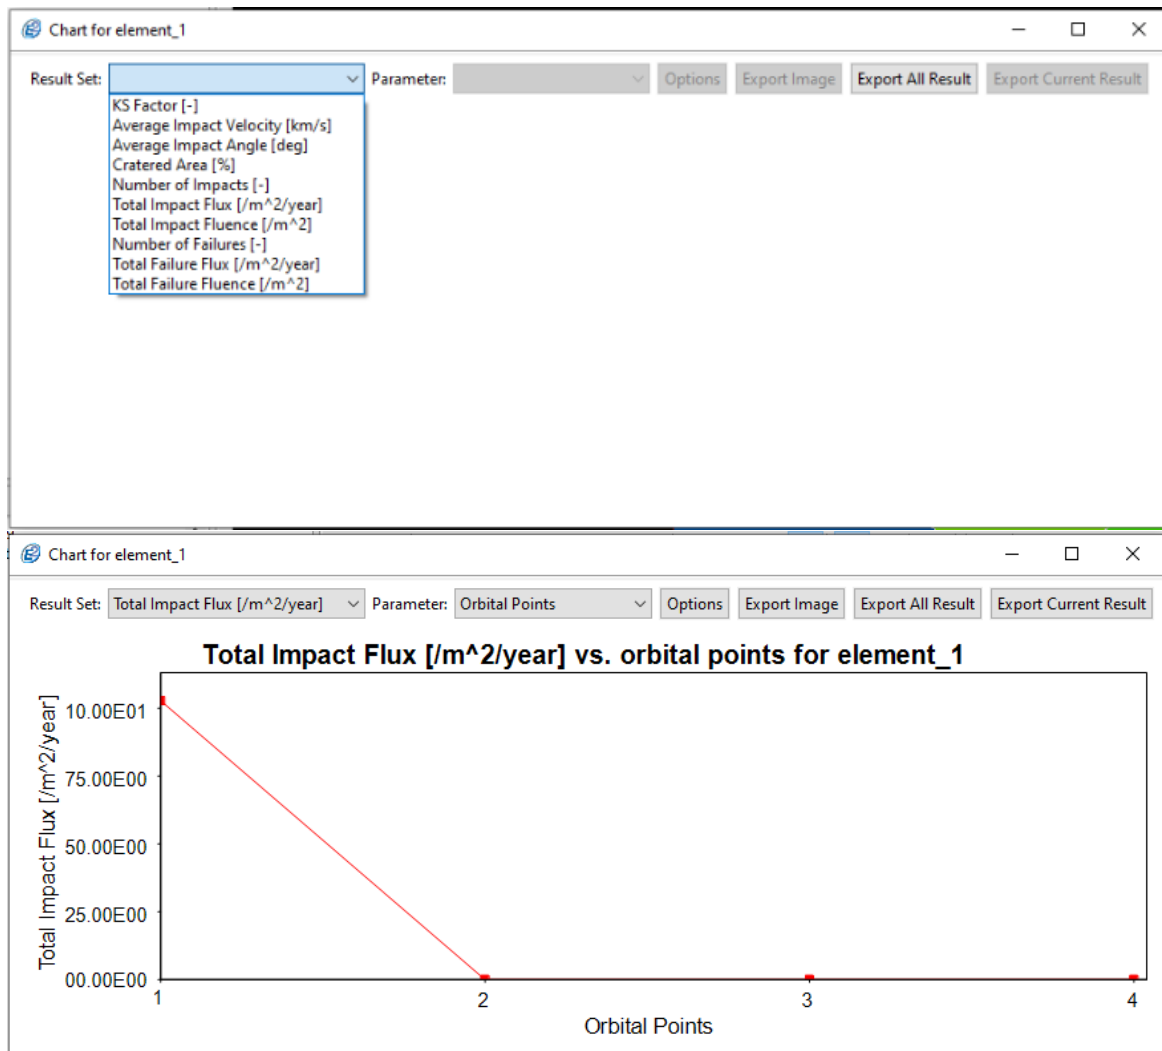 Chart for element_1
Result Set: Parameter: Options Export Image Export All Result Export Current Result
KS Factor [-]
Average Impact Velocity [km/s]
Average Impact Angle [deg]
Cratered Area [%]
Number of Impacts [-]
Total Impact Flux [/m^2/year]
Total Impact Fluence [/m^2]
Number of Failures [-]
Total Failure Flux [/m^2/year]
Total Failure Fluence [/m^2]
Chart for element_1
Result Set: Total Impact Flux [/m^2/year] Parameter: Orbital Points Options Export Image Export All Result Export Current Result
Total Impact Flux [/m^2/year] vs. orbital points for element_1
Total Impact Flux [/m^2/year]
10.00E01
75.00E00
50.00E00
25.00E00
00.00E00
1 2 3 4
Orbital Points